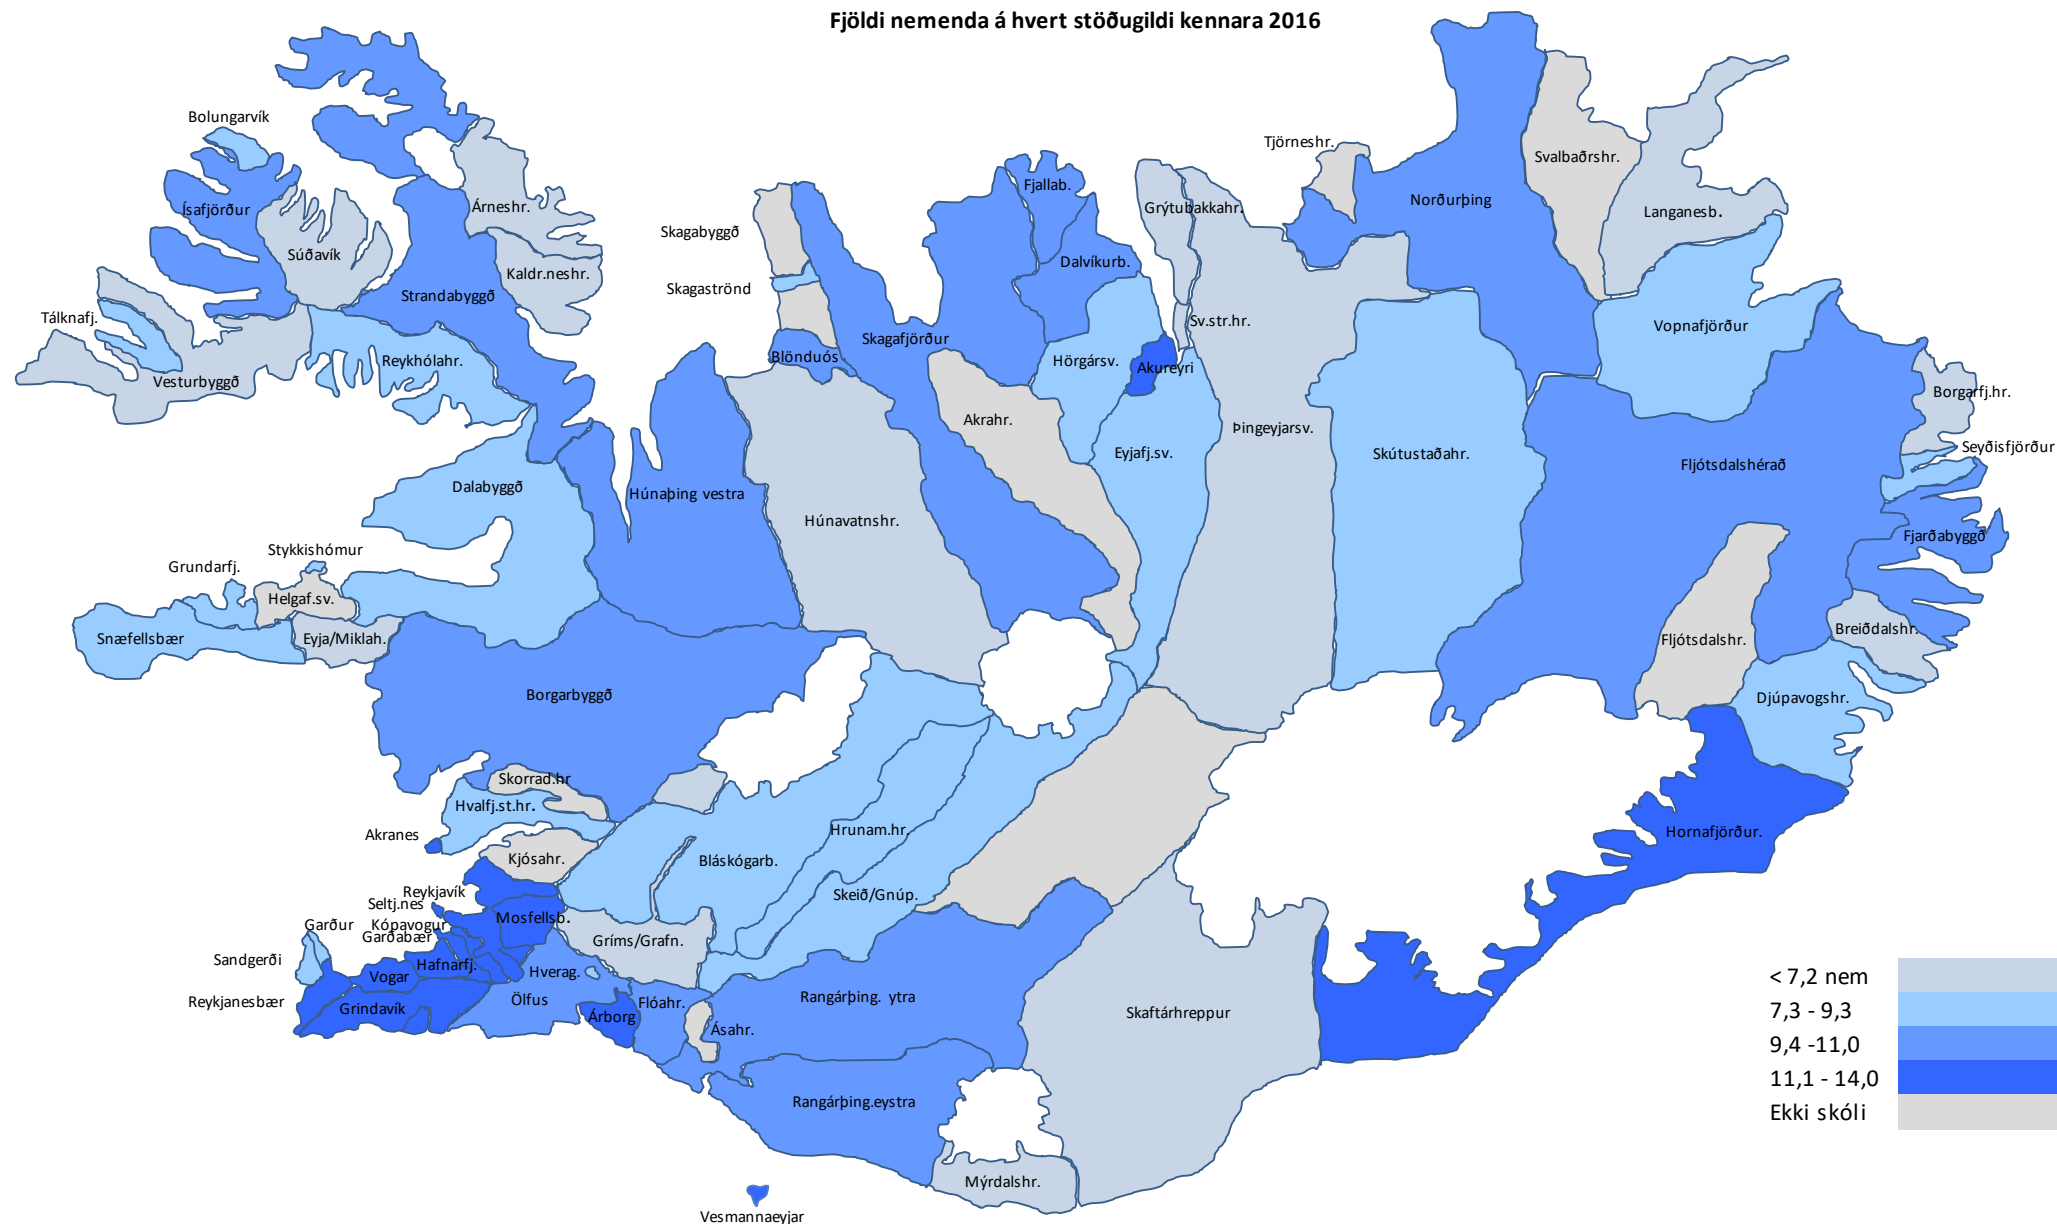 Fjöldi nemenda á hvert stöðugildi kennara 2016
Bolungarvík
Tjörneshr.
Svalbaðrshr.
Fjallab.
Ísafjörður
Árneshr.
Grýtubakkahr.
Norðurþing
Langanesb.
Skagabyggð
Súðavík
Kaldr.neshr.
Dalvíkurb.
Skagaströnd
Strandabyggð
Tálknafj.
Sv.str.hr.
Vopnafjörður
Skagafjörður
Blönduós
Reykhólahr.
Hörgársv.
Akureyri
Vesturbyggð
Borgarfj.hr.
Akrahr.
Þingeyjarsv.
Seyðisfjörður
Eyjafj.sv.
Skútustaðahr.
Fljótsdalshérað
Dalabyggð
Húnaþing vestra
Húnavatnshr.
Fjarðabyggð
Stykkishómur
Grundarfj.
Helgaf.sv.
Snæfellsbær
Eyja/Miklah.
Fljótsdalshr.
Breiðdalshr.
Borgarbyggð
Djúpavogshr.
Skorrad.hr
Hvalfj.st.hr.
Akranes
Hrunam.hr.
Hornafjörður.
Kjósahr.
Bláskógarb.
Reykjavík
Skeið/Gnúp.
Seltj.nes
Mosfellsb.
Garður
Kópavogur
Garðabær
Gríms/Grafn.
Sandgerði
Hafnarfj.
Vogar
Hverag.
Reykjanesbær
Ölfus
Flóahr.
Rangárþing. ytra
Grindavík
Árborg
Ásahr.
Skaftárhreppur
Rangárþing.eystra
Mýrdalshr.
Vesmannaeyjar
< 7,2 nem
7,3 - 9,3
9,4 -11,0
11,1 - 14,0
Ekki skóli